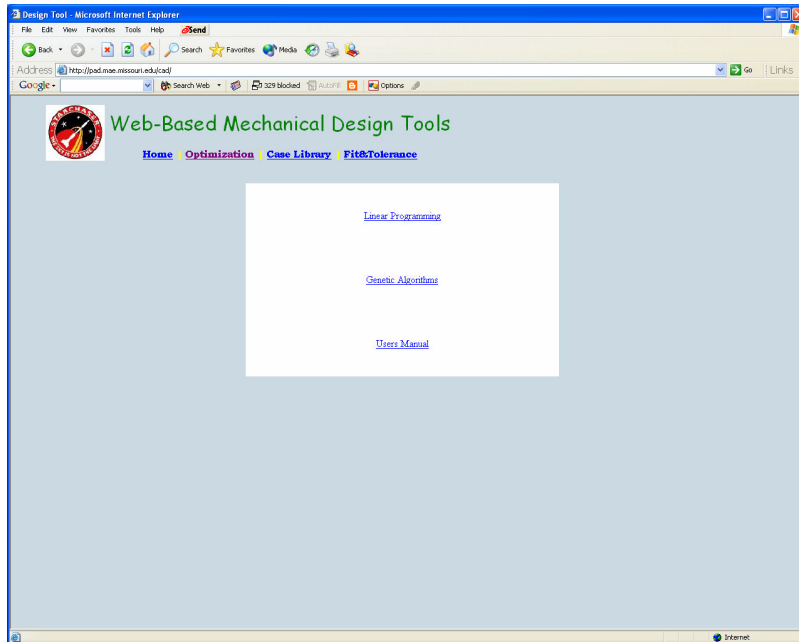 Design Tool - Microsoft Internet Explorer
File Edit View Favorites Tools Help Send
Back Search Favorites Media
Address http://pad.mae.missouri.edu/cad/ Go Links
Google Search Web 329 blocked AutoFill Options
STARCHASER
Web-Based Mechanical Design Tools
Home | Optimization | Case Library | Fit&Tolerance
Linear Programming
Genetic Algorithms
Users Manual
Internet